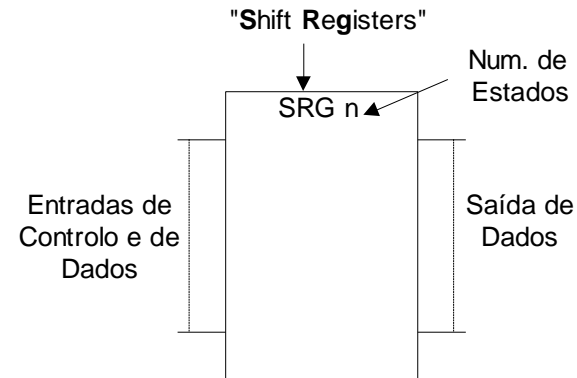 "Shift Registers"
Num. de
Estados
SRG n
Entradas de
Controlo e de
Dados
Saída de
Dados